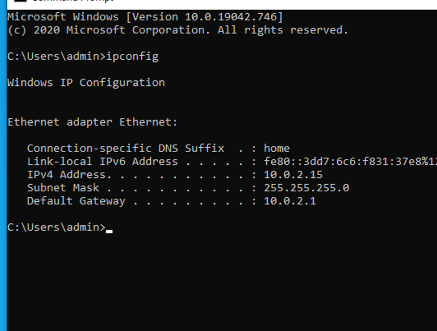 Microsoft Windows [Version 10.0.19042.746]
(c) 2020 Microsoft Corporation. All rights reserved.
C:\Users\admin>ipconfig
Windows IP Configuration
Ethernet adapter Ethernet:
Connection-specific DNS Suffix  . : home
Link-local IPv6 Address . . . . . : fe80::3dd7:6c6:f831:37e8%12
IPv4 Address. . . . . . . . . . . : 10.0.2.15
Subnet Mask . . . . . . . . . . . : 255.255.255.0
Default Gateway . . . . . . . . . : 10.0.2.1
C:\Users\admin>